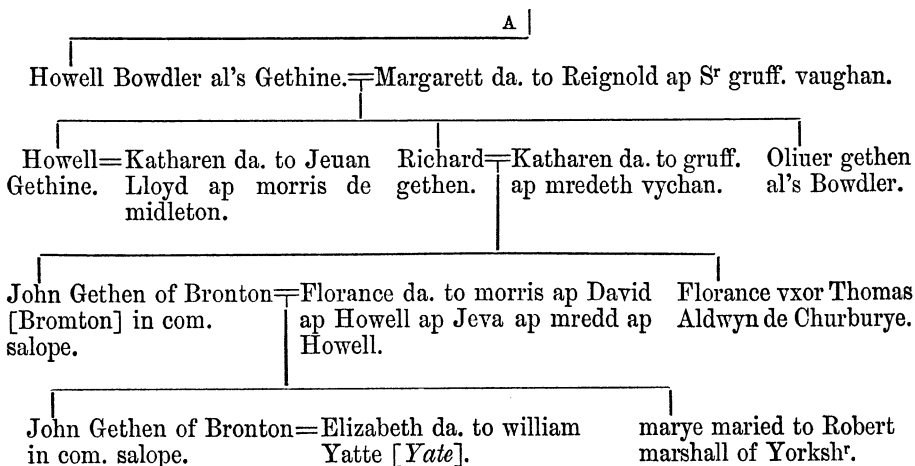 A
Howell Bowdler al's Gethine.=Margarett da. to Reignold ap Sʳ gruff. vaughan.
Howell=Katharen da. to Jeuan
Gethine. Lloyd ap morris de
midleton.
Richard=Katharen da. to gruff.
gethen. ap mredeth vychan.
Oliuer gethen
al's Bowdler.
John Gethen of Bronton=Florance da. to morris ap David
[Bromton] in com. ap Howell ap Jeva ap mredd ap
salope. Howell.
Florance vxor Thomas
Aldwyn de Churburye.
John Gethen of Bronton=Elizabeth da. to william
in com. salope. Yatte [Yate].
marye maried to Robert
marshall of Yorkshʳ.